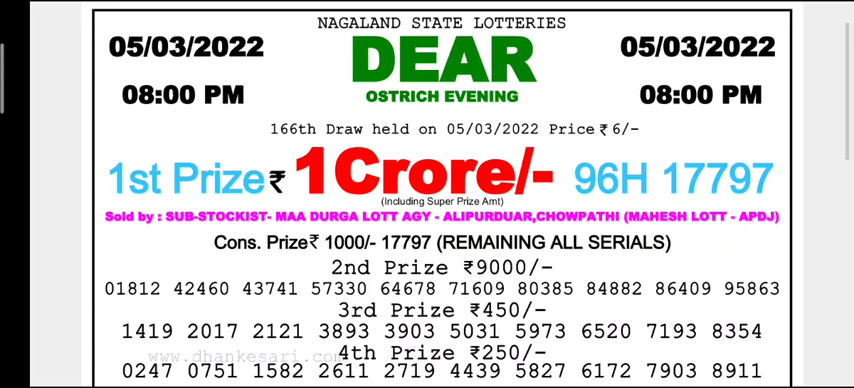 NAGALAND STATE LOTTERIES
05/03/2022 DEAR 05/03/2022
08:00 PM OSTRICH EVENING 08:00 PM
166th Draw held on 05/03/2022 Price ₹ 6/-
1st Prize ₹ 1Crore/- 96H 17797
(Including Super Prize Amt)
Sold by : SUB-STOCKIST- MAA DURGA LOTT AGY - ALIPURDUAR,CHOWPATHI (MAHESH LOTT - APDJ)
Cons. Prize₹ 1000/- 17797 (REMAINING ALL SERIALS)
2nd Prize ₹9000/-
01812 42460 43741 57330 64678 71609 80385 84882 86409 95863
3rd Prize ₹450/-
1419 2017 2121 3893 3903 5031 5973 6520 7193 8354
www.dhankesari.com
4th Prize ₹250/-
0247 0751 1582 2611 2719 4439 5827 6172 7903 8911